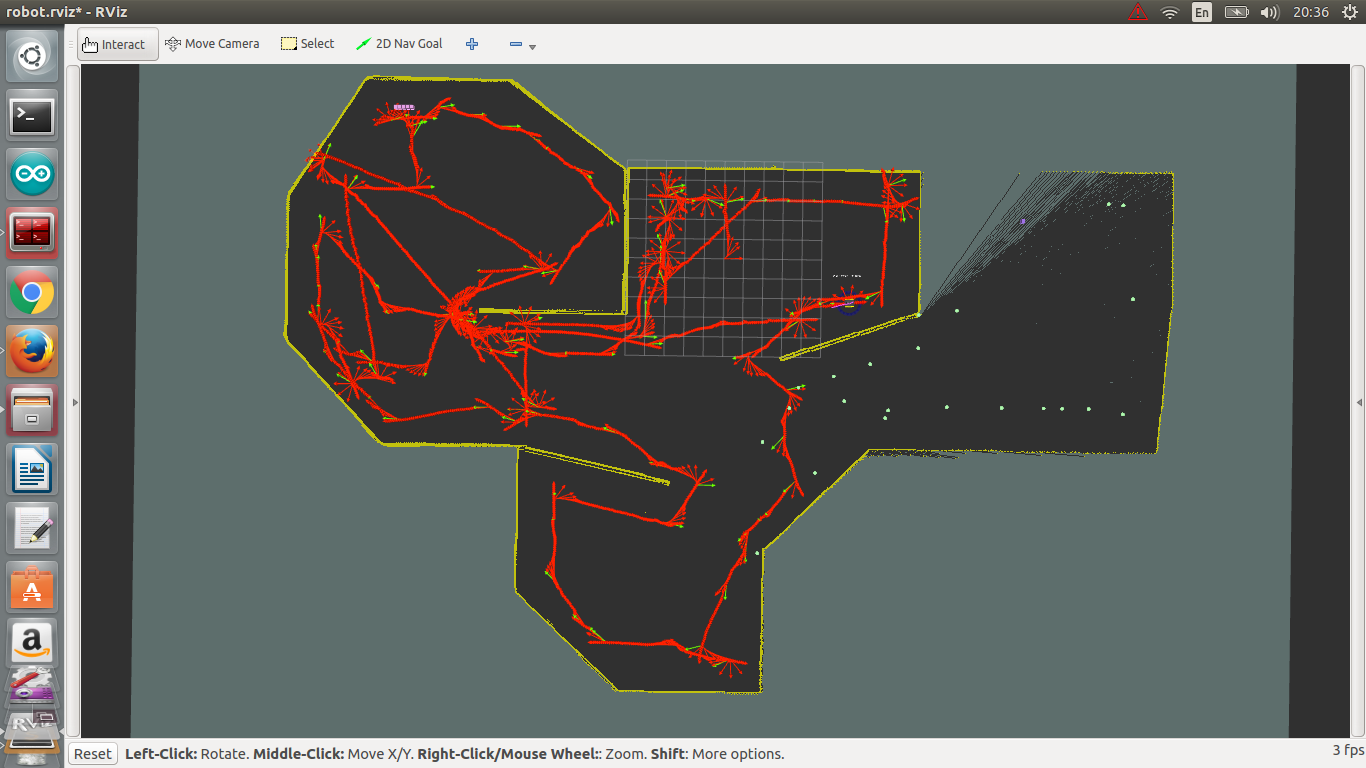 robot.rviz* - RViz
En
20:36
Interact
Move Camera
Select
2D Nav Goal
Reset
Left-Click: Rotate. Middle-Click: Move X/Y. Right-Click/Mouse Wheel:: Zoom. Shift: More options.
3 fps